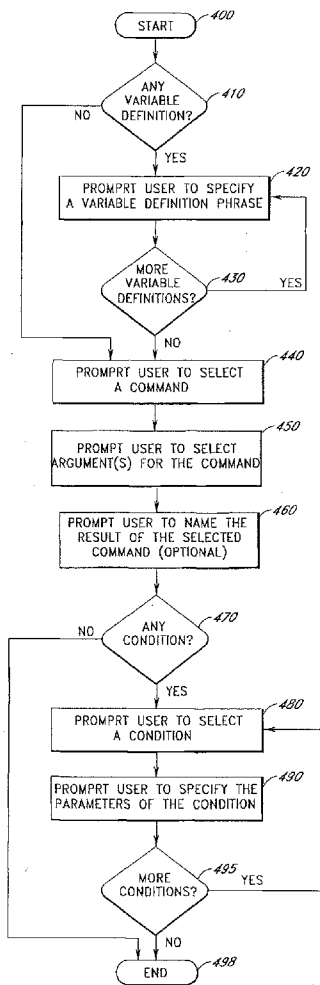 START
400
ANY
VARIABLE
DEFINITION?
410
NO
YES
420
PROMPRT USER TO SPECIFY
A VARIABLE DEFINITION PHRASE
MORE
VARIABLE
DEFINITIONS?
430
YES
NO
440
PROMPRT USER TO SELECT
A COMMAND
450
PROMPT USER TO SELECT
ARGUMENT(S) FOR THE COMMAND
460
PROMPT USER TO NAME THE
RESULT OF THE SELECTED
COMMAND (OPTIONAL)
470
NO
ANY
CONDITION?
YES
480
PROMPRT USER TO SELECT
A CONDITION
490
PROMPRT USER TO SPECIFY THE
PARAMETERS OF THE CONDITION
495
MORE
CONDITIONS?
YES
NO
END
498